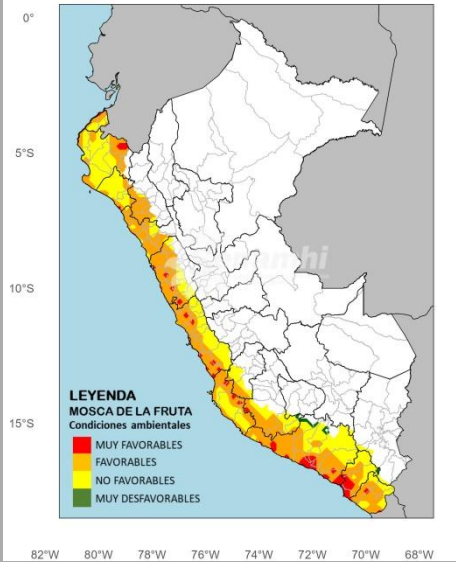 0°
5°S
10°S
15°S
senamhi
LEYENDA
MOSCA DE LA FRUTA
Condiciones ambientales
MUY FAVORABLES
FAVORABLES
NO FAVORABLES
MUY DESFAVORABLES
82°W 80°W 78°W 76°W 74°W 72°W 70°W 68°W